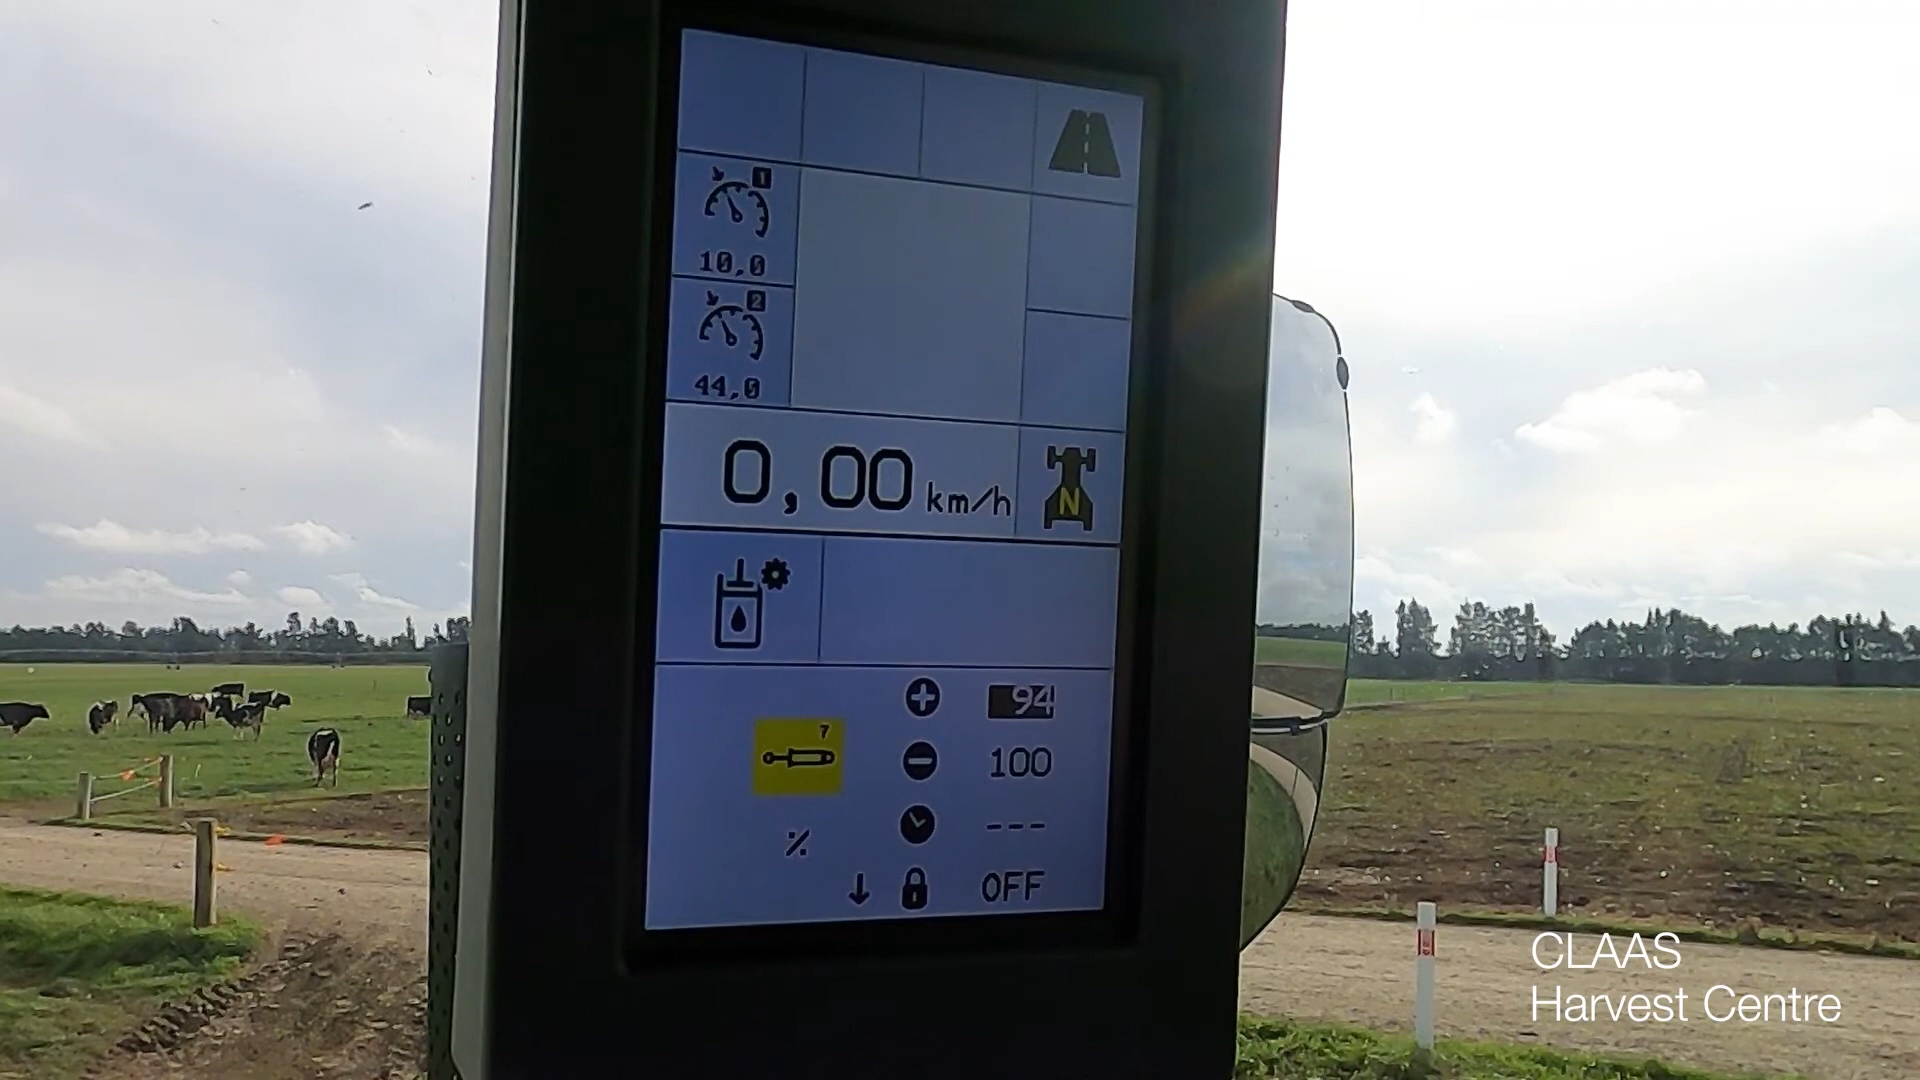 1
10,0
2
44,0
0,00 km/h
N
94
7
100
%
---
OFF
CLAAS
Harvest Centre